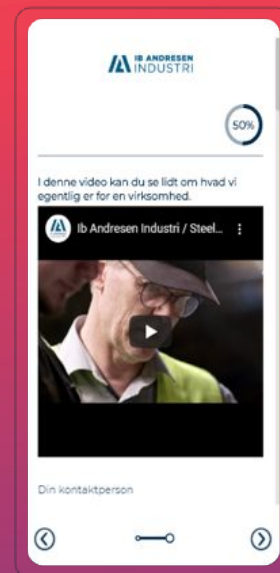 IB ANDRESEN
INDUSTRI
50%
I denne video kan du se lidt om hvad vi
egentlig er for en virksomhed.
Ib Andresen Industri / Steel...
Din kontaktperson